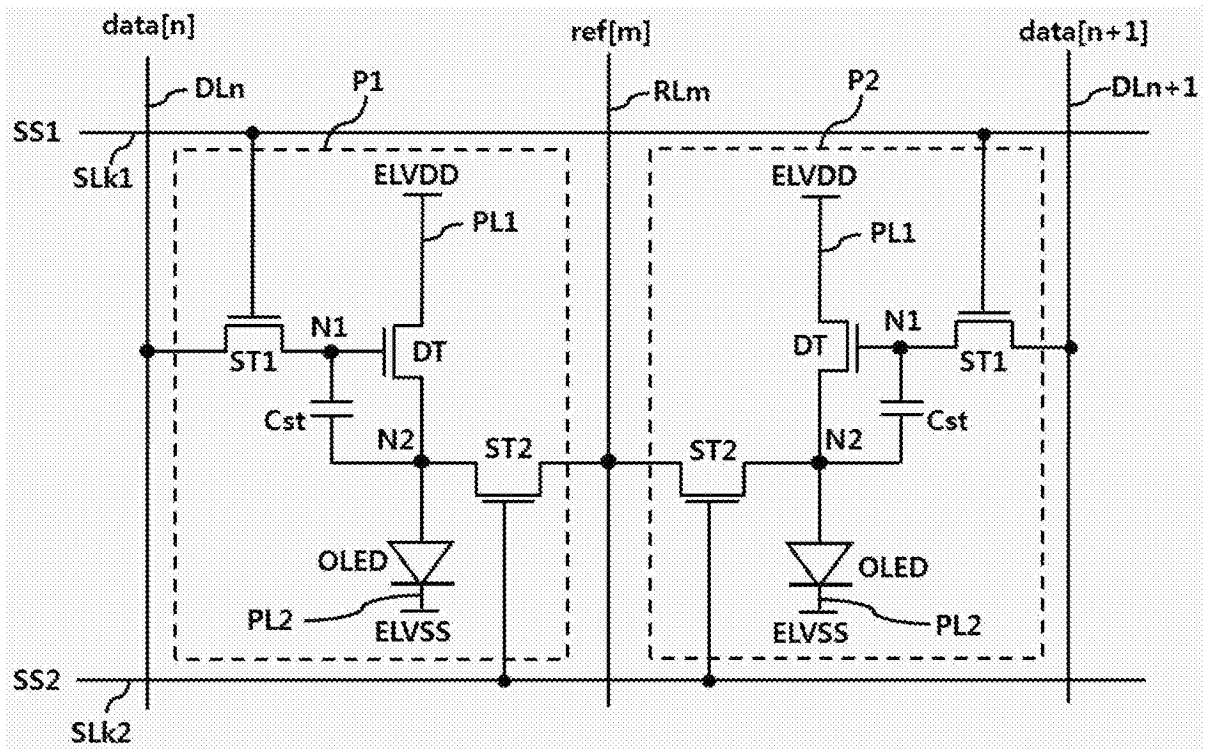 data[n]
ref[m]
data[n+1]
DLn
P1
RLm
P2
DLn+1
SS1
SLk1
ELVDD
ELVDD
PL1
PL1
N1
N1
ST1
DT
DT
ST1
Cst
Cst
N2
ST2
ST2
N2
OLED
OLED
PL2
ELVSS
ELVSS
PL2
SS2
SLk2